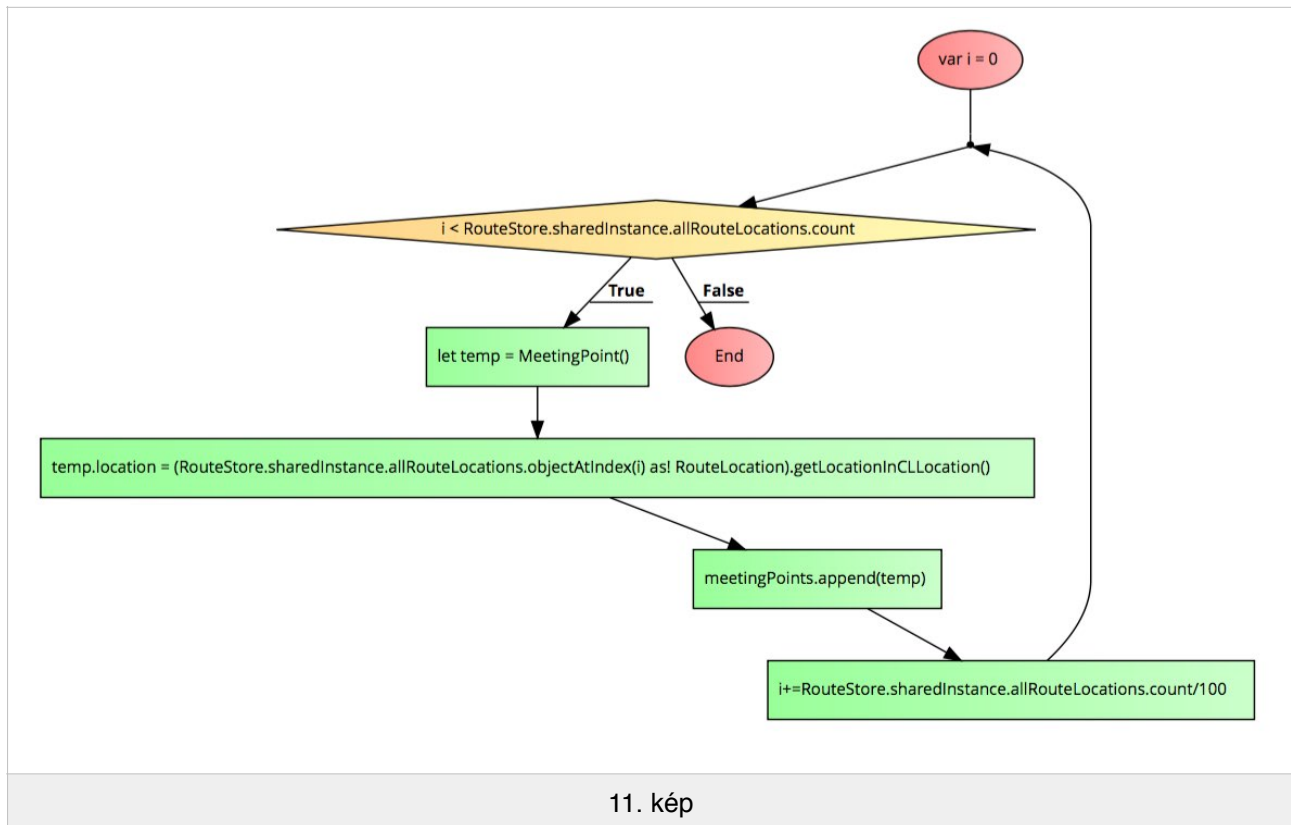 var i = 0
i < RouteStore.sharedInstance.allRouteLocations.count
True
False
let temp = MeetingPoint()
End
temp.location = (RouteStore.sharedInstance.allRouteLocations.objectAtIndex(i) as! RouteLocation).getLocationInCLLocation()
meetingPoints.append(temp)
i+=RouteStore.sharedInstance.allRouteLocations.count/100
11. kép